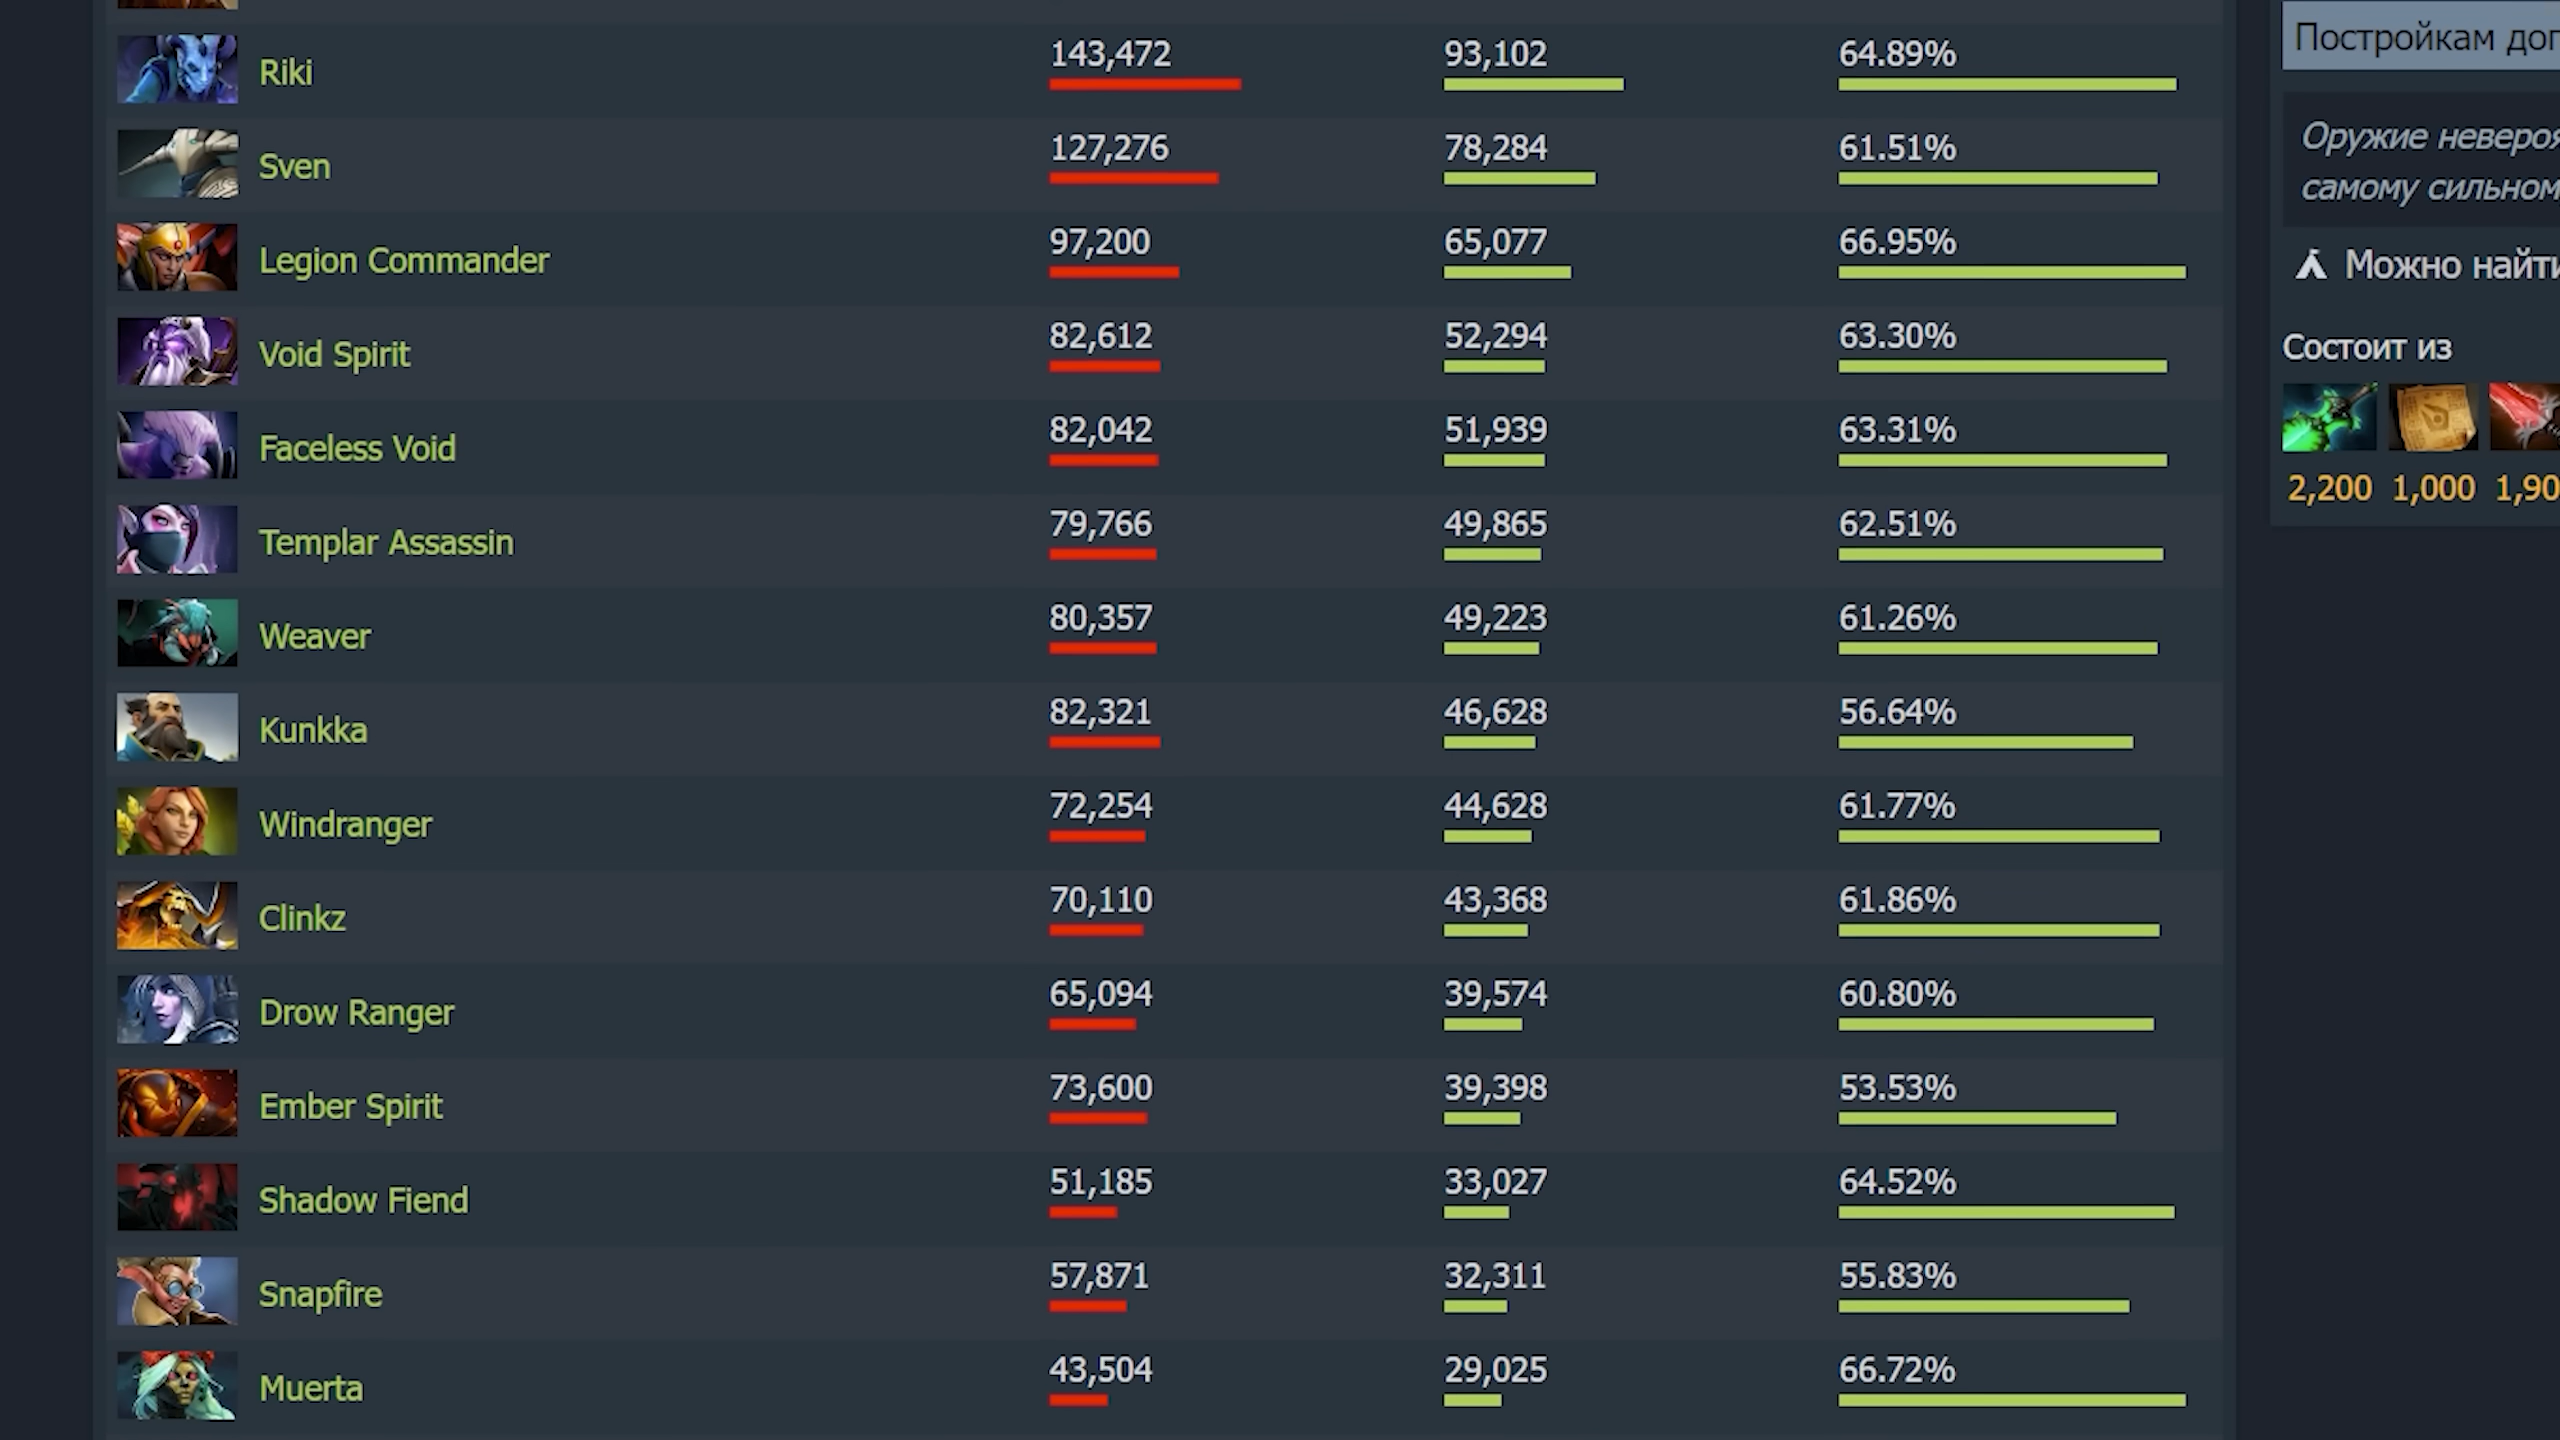 Riki 143,472 93,102 64.89%
Sven 127,276 78,284 61.51%
Legion Commander 97,200 65,077 66.95%
Void Spirit 82,612 52,294 63.30%
Faceless Void 82,042 51,939 63.31%
Templar Assassin 79,766 49,865 62.51%
Weaver 80,357 49,223 61.26%
Kunkka 82,321 46,628 56.64%
Windranger 72,254 44,628 61.77%
Clinkz 70,110 43,368 61.86%
Drow Ranger 65,094 39,574 60.80%
Ember Spirit 73,600 39,398 53.53%
Shadow Fiend 51,185 33,027 64.52%
Snapfire 57,871 32,311 55.83%
Muerta 43,504 29,025 66.72%
Постройкам
Оружие
самому
Можно найти
Состоит из
2,200 1,000